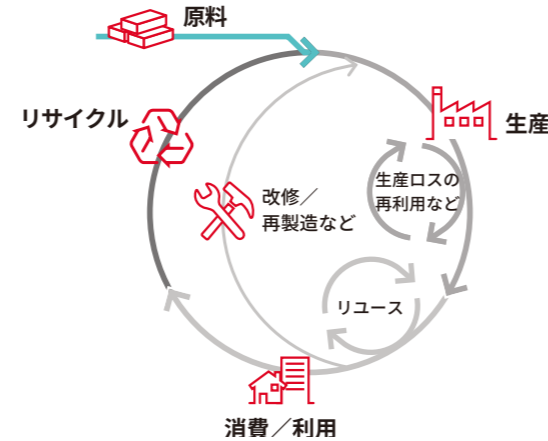 原料
リサイクル
生産
生産ロスの
再利用など
改修／
再製造など
リユース
消費／利用